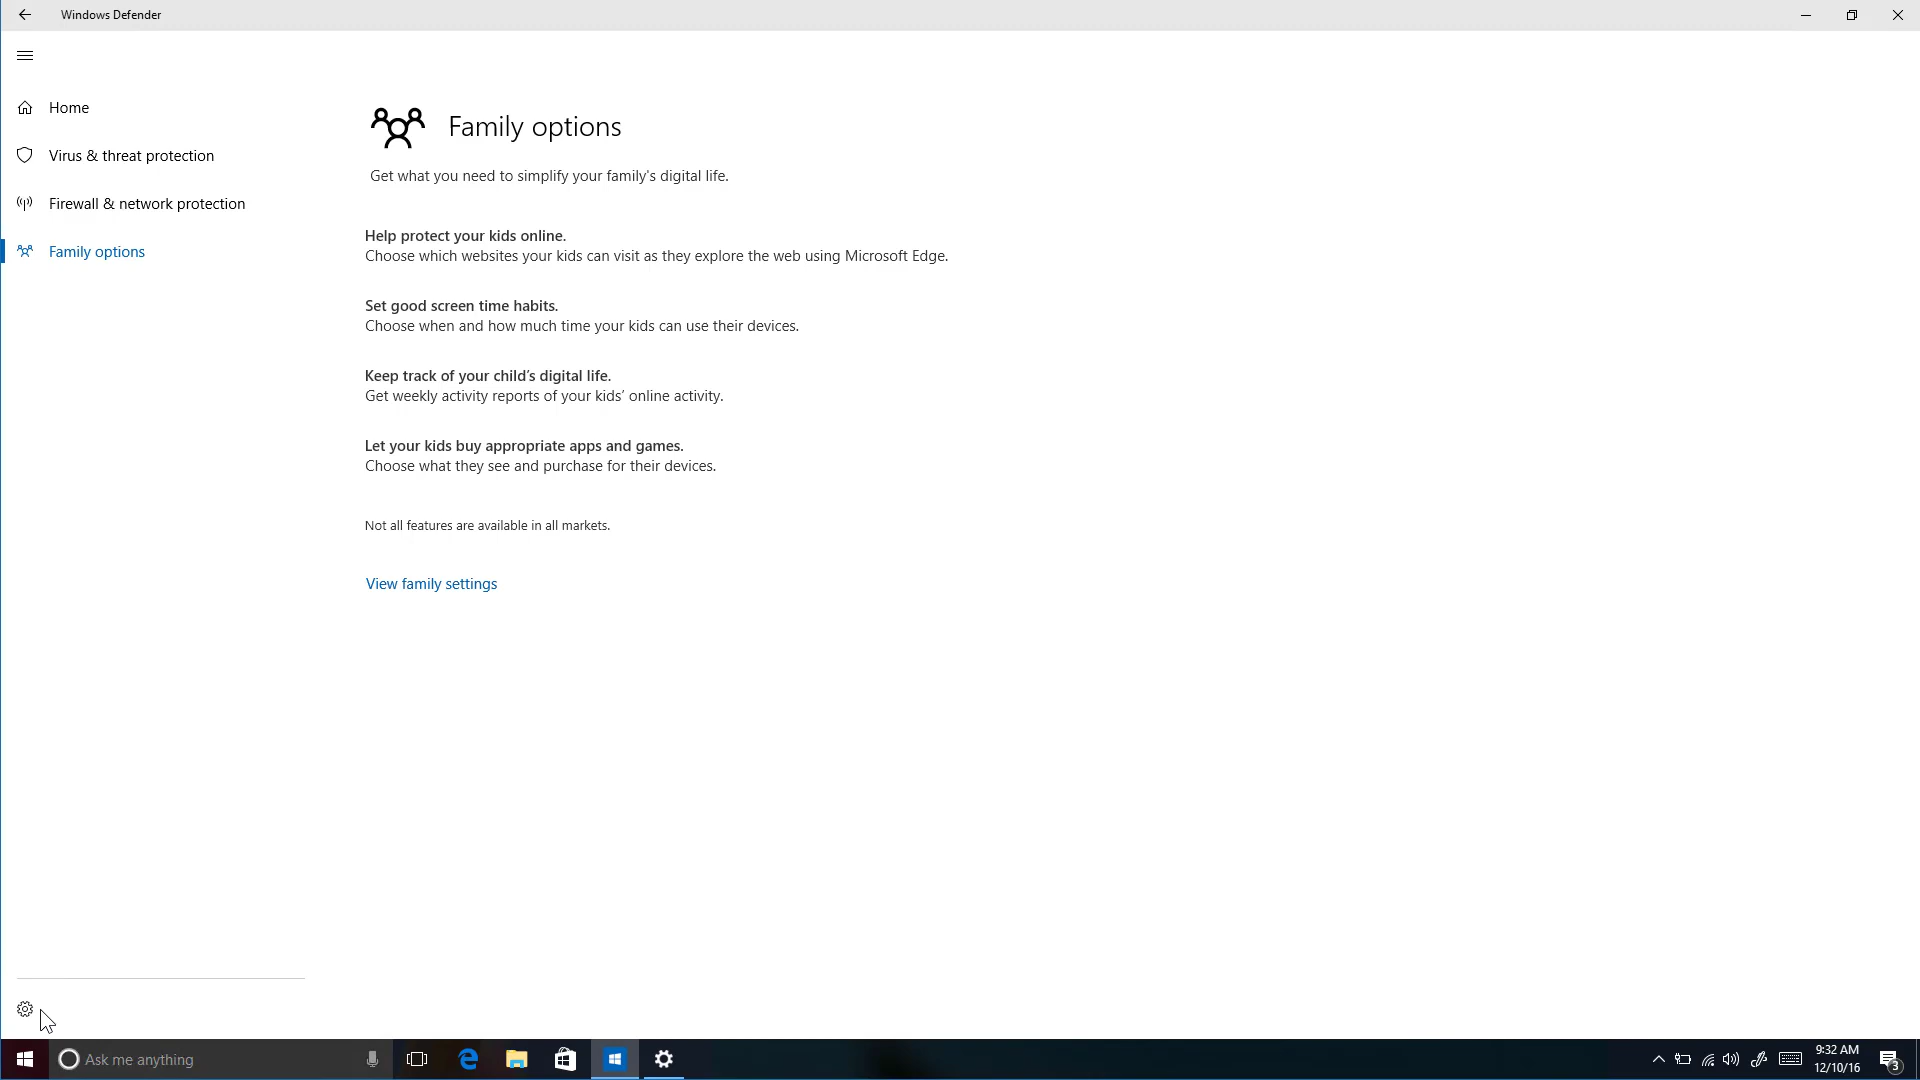 Windows Defender
Home
Virus & threat protection
Firewall & network protection
Family options
Family options
Get what you need to simplify your family's digital life.
Help protect your kids online.
Choose which websites your kids can visit as they explore the web using Microsoft Edge.
Set good screen time habits.
Choose when and how much time your kids can use their devices.
Keep track of your child's digital life.
Get weekly activity reports of your kids' online activity.
Let your kids buy appropriate apps and games.
Choose what they see and purchase for their devices.
Not all features are available in all markets.
View family settings
Ask me anything
9:32 AM
12/10/16
3